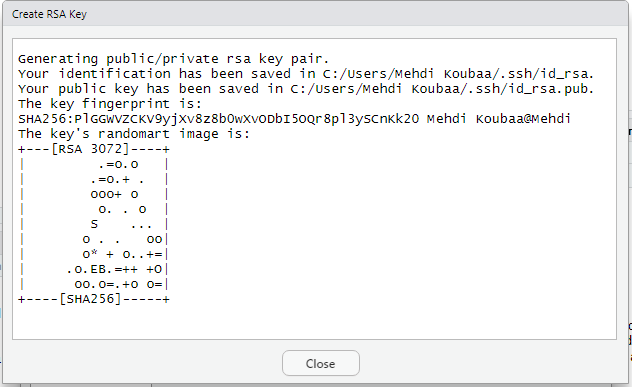 Create RSA Key
Generating public/private rsa key pair.
Your identification has been saved in C:/Users/Mehdi Koubaa/.ssh/id_rsa.
Your public key has been saved in C:/Users/Mehdi Koubaa/.ssh/id_rsa.pub.
The key fingerprint is:
SHA256:PlGGWVZCKV9yjXv8z8bOwXvODbI5OQr8pl3ySCnKk20 Mehdi Koubaa@Mehdi
The key's randomart image is:
+---[RSA 3072]----+
|         .=o.o   |
|        .=o.+ .  |
|        ooo+ o   |
|         o. . o  |
|        S    ... |
|       o . .   oo|
|       o* + o..+=|
|     .o.EB.=++ +O|
|      oo.o=.+o o=|
+----[SHA256]-----+
Close